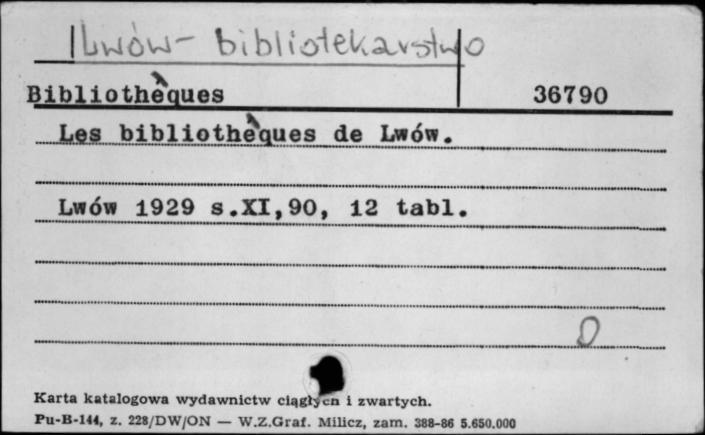 Lwów - bibliotekarstwo
Bibliothèques 36790
Les bibliothèques de Lwów.
Lwów 1929 s.XI,90, 12 tabl.
0
Karta katalogowa wydawnictw ciągłych i zwartych.
Pu-B-144, z. 228/DW/ON — W.Z.Graf. Milicz, zam. 388-86 5.650.000